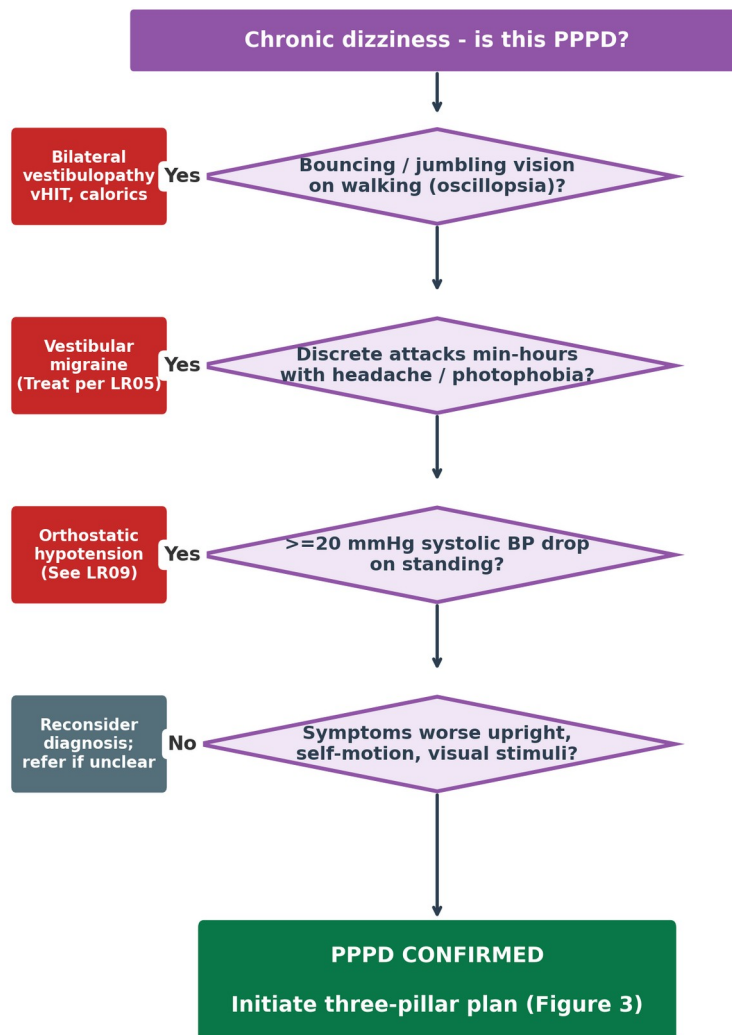 Chronic dizziness - is this PPPD?
Bouncing / jumbling vision
on walking (oscillopsia)?
Yes
Bilateral
vestibulopathy
vHIT, calorics
Discrete attacks min-hours
with headache / photophobia?
Yes
Vestibular
migraine
(Treat per LR05)
>=20 mmHg systolic BP drop
on standing?
Yes
Orthostatic
hypotension
(See LR09)
Symptoms worse upright,
self-motion, visual stimuli?
No
Reconsider
diagnosis;
refer if unclear
PPPD CONFIRMED
Initiate three-pillar plan (Figure 3)